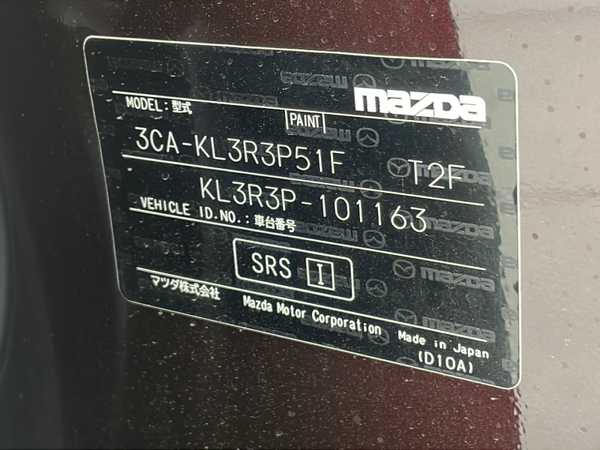 mazda
MODEL: 型式
PAINT
3CA-KL3R3P51F T2F
KL3R3P-101163
VEHICLE ID.NO.: 車台番号
SRS I
マツダ株式会社 Mazda Motor Corporation Made in Japan
(D10A)